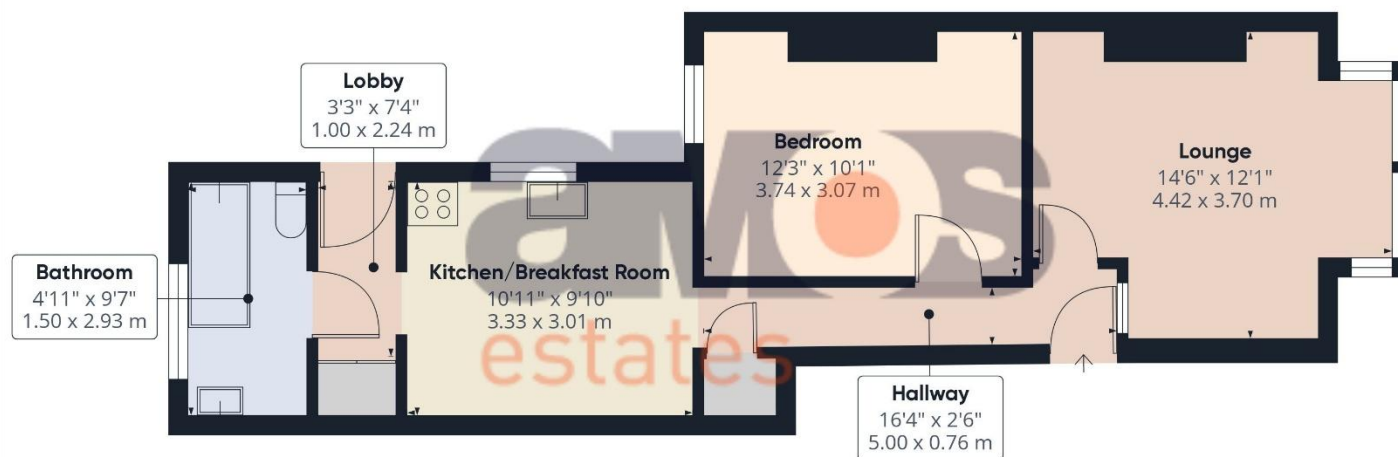 Lobby
3'3" x 7'4"
1.00 x 2.24 m
Bedroom
12'3" x 10'1"
3.74 x 3.07 m
Lounge
14'6" x 12'1"
4.42 x 3.70 m
Bathroom
4'11" x 9'7"
1.50 x 2.93 m
Kitchen/Breakfast Room
10'11" x 9'10"
3.33 x 3.01 m
Hallway
16'4" x 2'6"
5.00 x 0.76 m
aMOS
estates